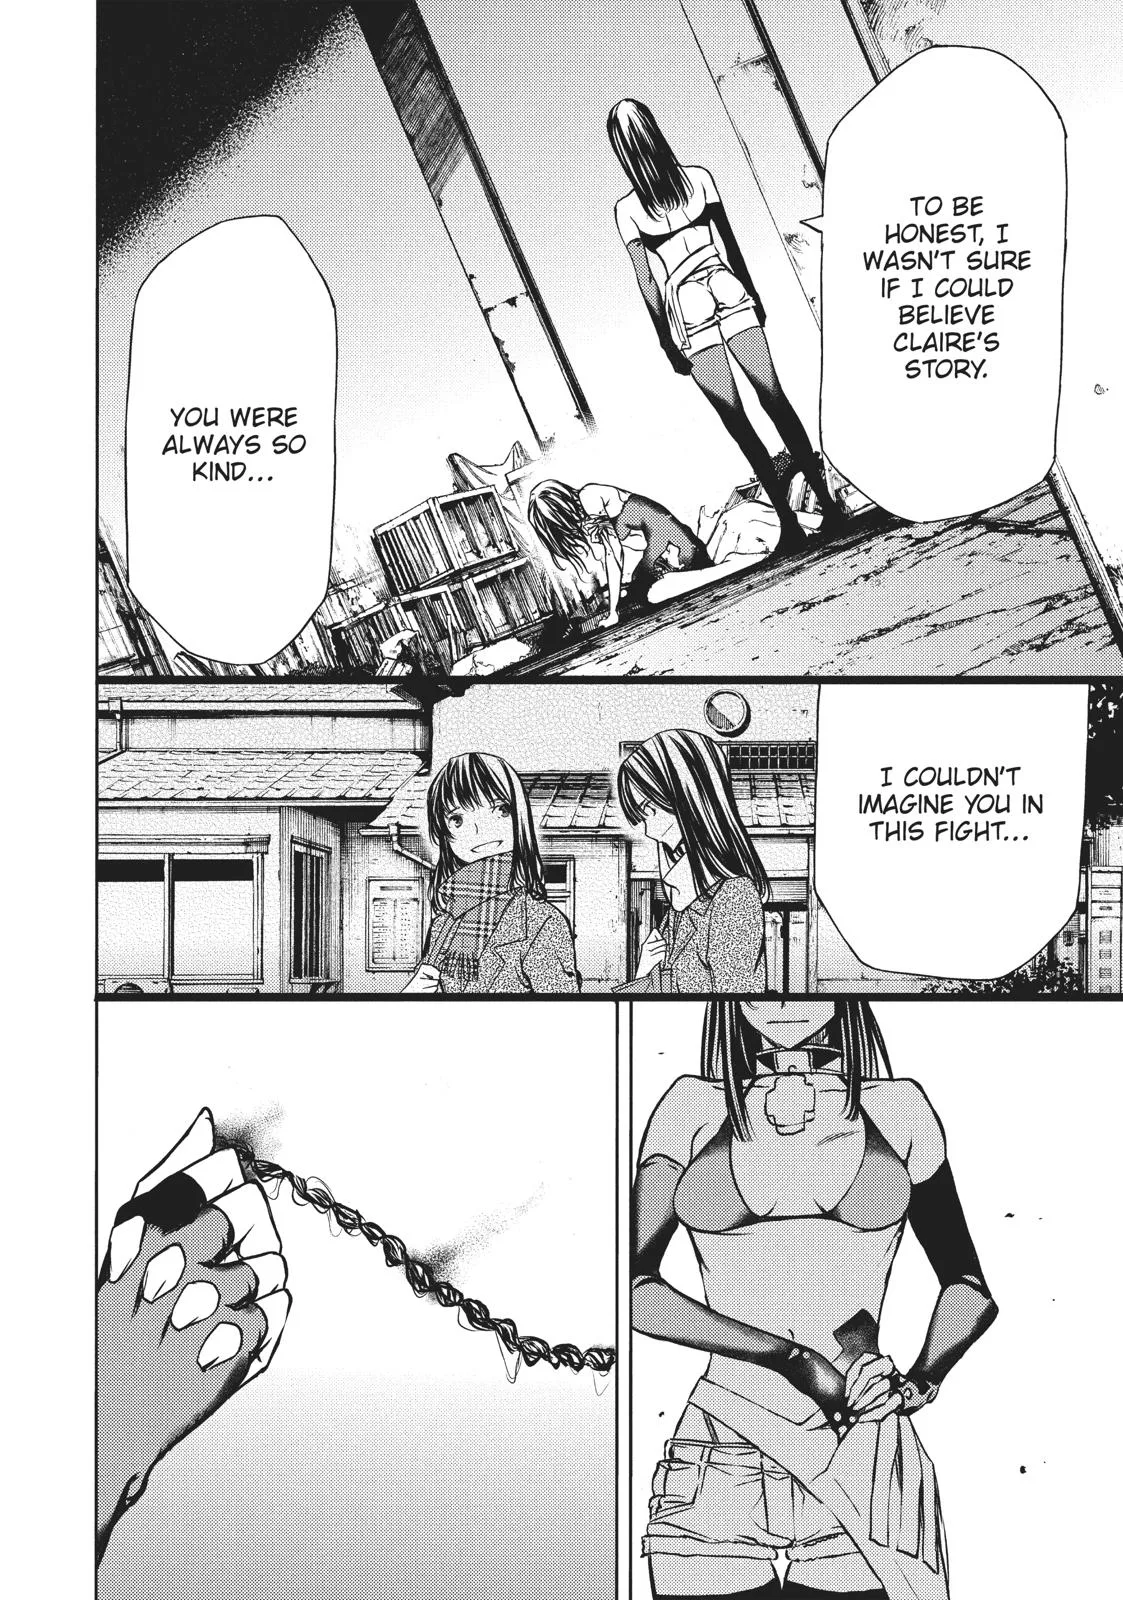 TO BE
HONEST, I
WASN'T SURE
IF I COULD
BELIEVE
CLAIRE'S
STORY.
YOU WERE
ALWAYS SO
KIND...
I COULDN'T
IMAGINE YOU IN
THIS FIGHT...